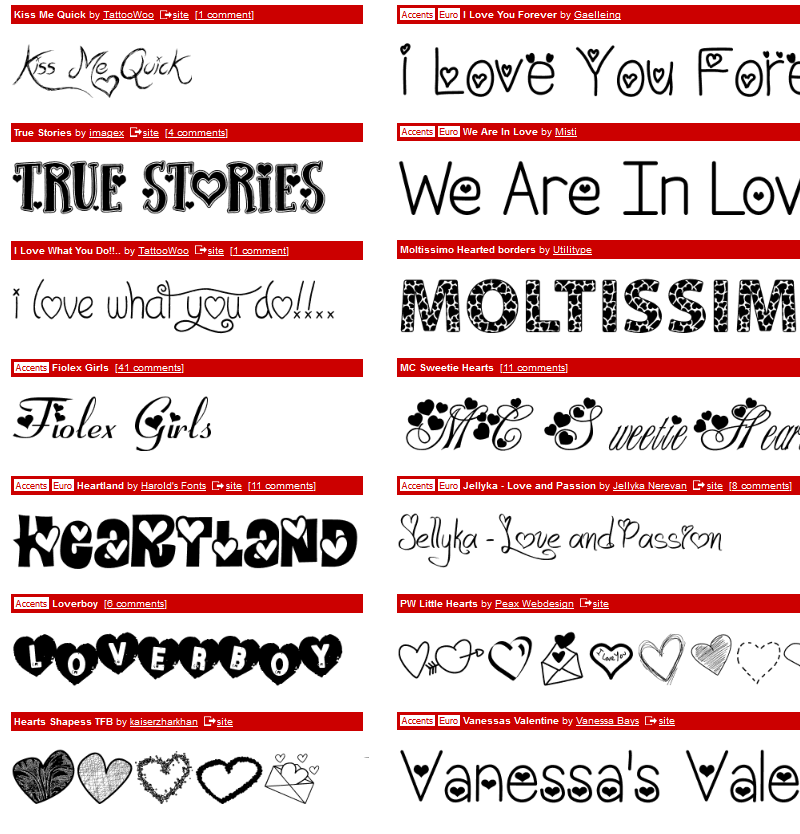 Kiss Me Quick by TattooWoo site [1 comment]
Kiss Me Quick
True Stories by imagex site [4 comments]
TRUE STORIES
I Love What You Do!!.. by TattooWoo site [1 comment]
i love what you do!!....
Accents Fiolex Girls [41 comments]
Fiolex Girls
Accents Euro Heartland by Harold's Fonts site [11 comments]
HeaRTLaND
Accents Loverboy [6 comments]
LOVERBOY
Hearts Shapess TFB by kaiserzharkhan site
Accents Euro I Love You Forever by Gaelleing
i Love You Fore
Accents Euro We Are In Love by Misti
We Are In Lov
Moltissimo Hearted borders by Utilitype
MOLTISSIM
MC Sweetie Hearts [11 comments]
MC Sweetie Hear
Accents Euro Jellyka - Love and Passion by Jellyka Nerevan site [8 comments]
Jellyka - Love and Passion
PW Little Hearts by Peax Webdesign site
I Love You
Accents Euro Vanessas Valentine by Vanessa Bays site
Vanessa's Vale